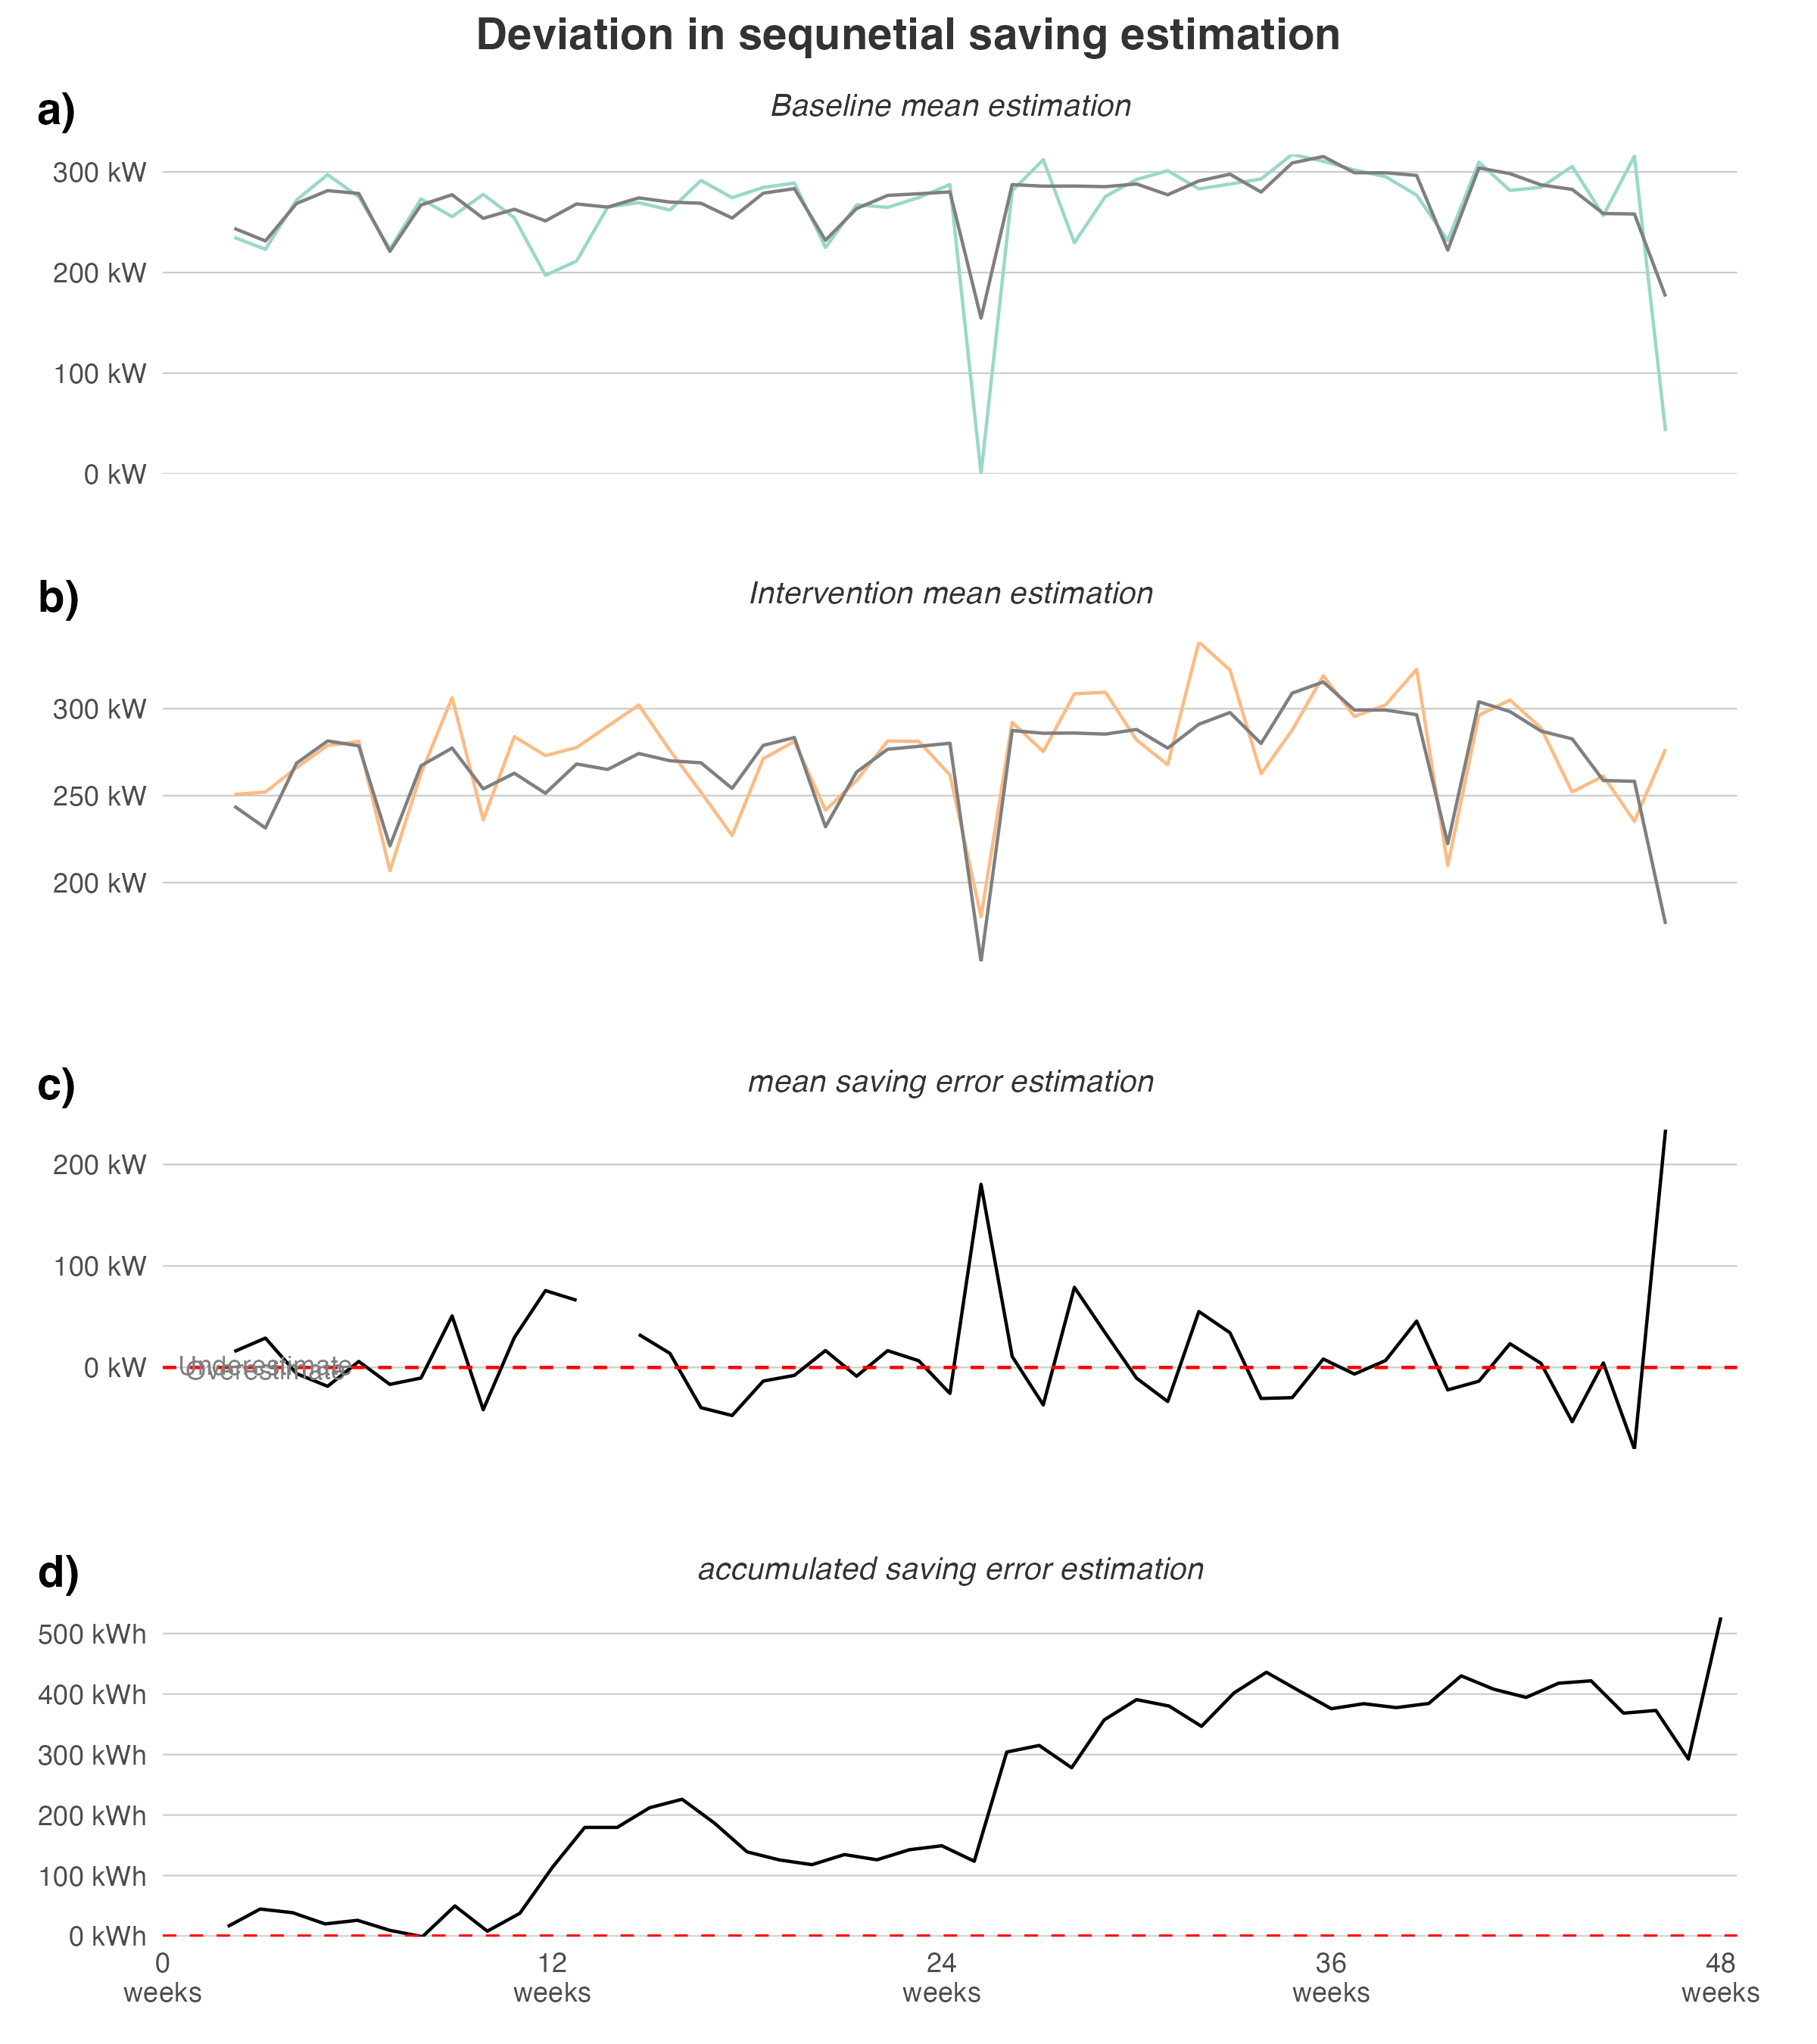 Deviation in sequnetial saving estimation
a)
Baseline mean estimation
300 kW
200 kW
100 kW
0 kW
b)
Intervention mean estimation
300 kW
250 kW
200 kW
c)
mean saving error estimation
200 kW
100 kW
0 kW
Underestimate
Overestimate
d)
accumulated saving error estimation
500 kWh
400 kWh
300 kWh
200 kWh
100 kWh
0 kWh
0 12 24 36 48
weeks weeks weeks weeks weeks